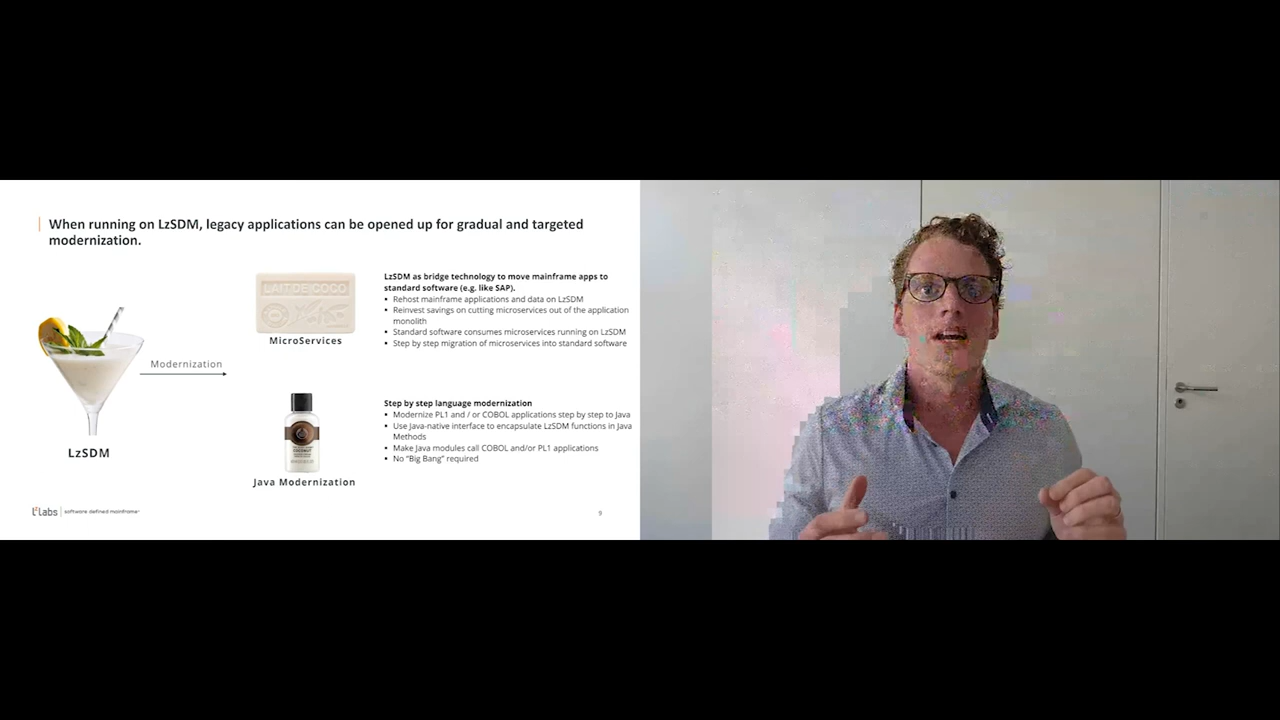 When running on LzSDM, legacy applications can be opened up for gradual and targeted
modernization.
LAIT DE COCO
MicroServices
LzSDM as bridge technology to move mainframe apps to
standard software (e.g. like SAP).
▪ Rehost mainframe applications and data on LzSDM
▪ Reinvest savings on cutting microservices out of the application
monolith
▪ Standard software consumes microservices running on LzSDM
▪ Step by step migration of microservices into standard software
Modernization
LzSDM
COCONUT
Java Modernization
Step by step language modernization
▪ Modernize PL1 and / or COBOL applications step by step to Java
▪ Use Java-native interface to encapsulate LzSDM functions in Java
Methods
▪ Make Java modules call COBOL and/or PL1 applications
▪ No "Big Bang" required
LzLabs | software defined mainframe
9